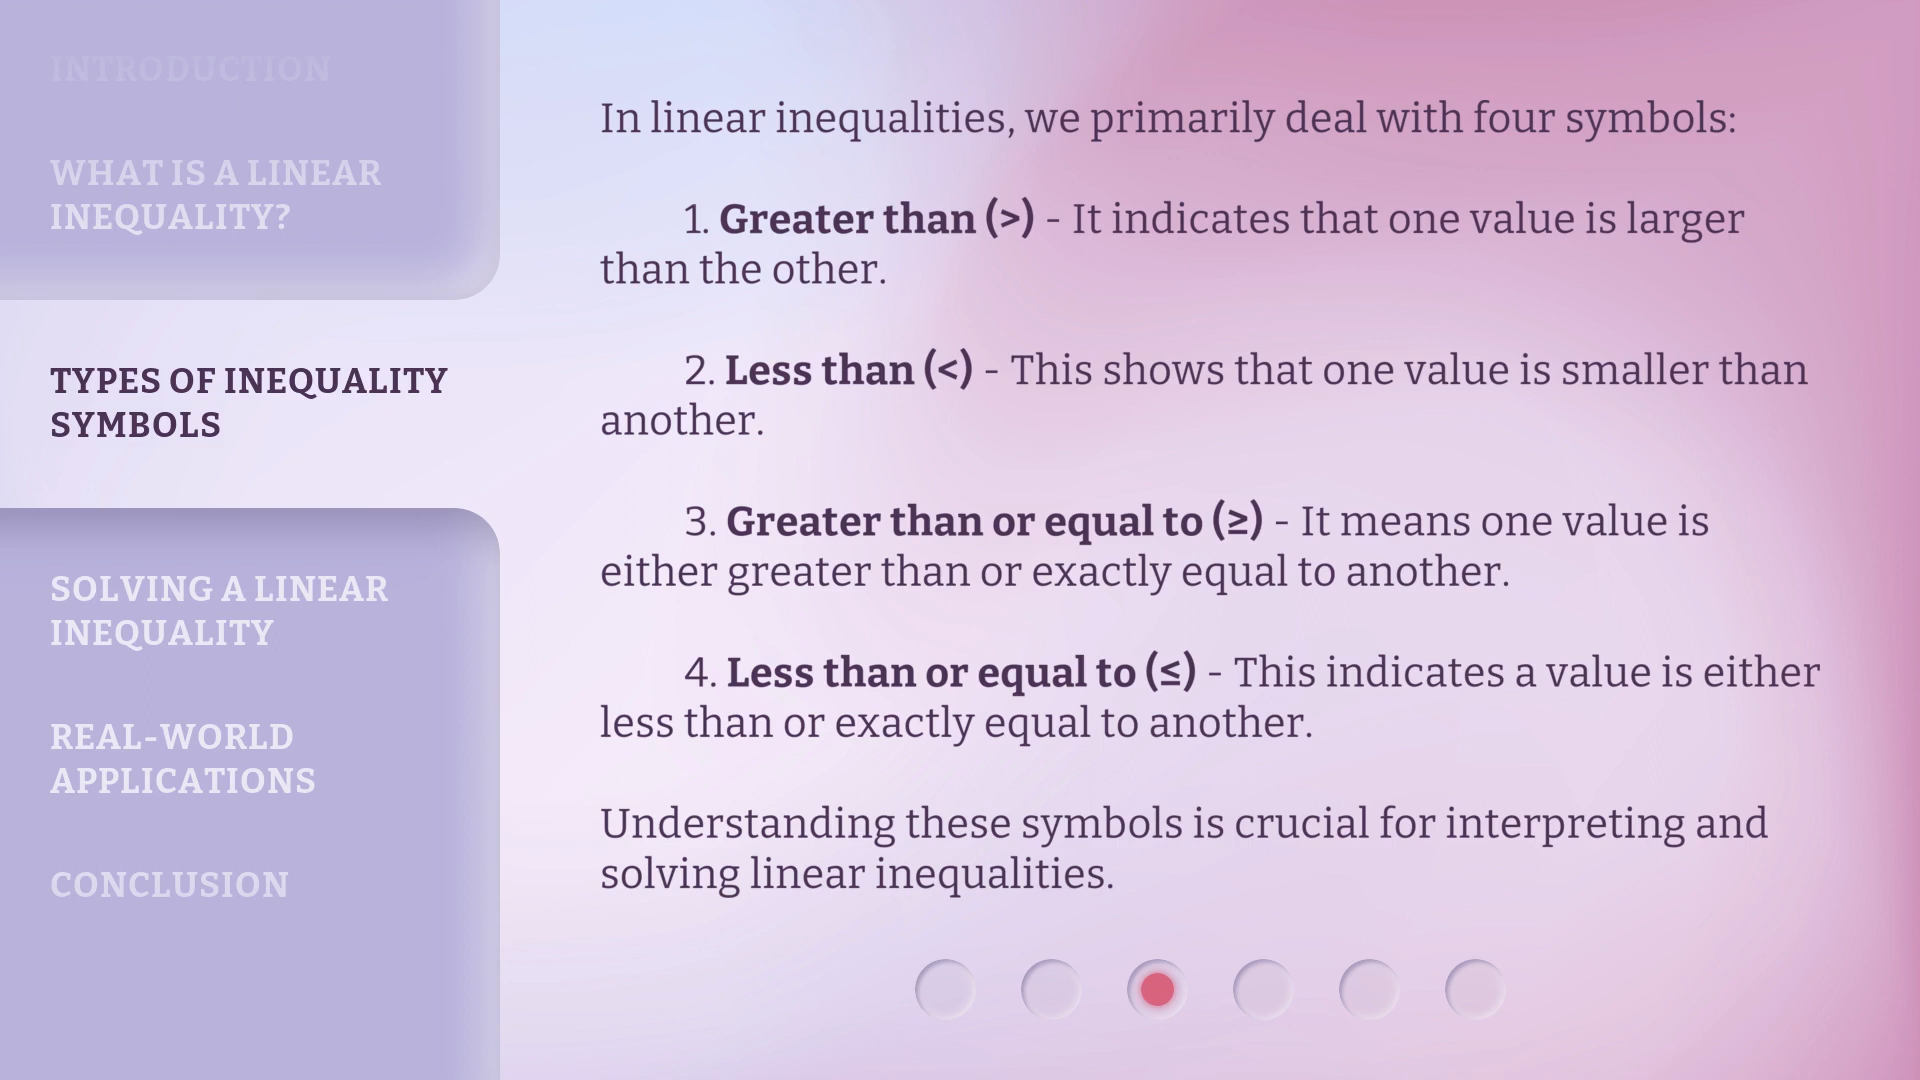 INTRODUCTION
WHAT IS A LINEAR
INEQUALITY?
TYPES OF INEQUALITY
SYMBOLS
SOLVING A LINEAR
INEQUALITY
REAL-WORLD
APPLICATIONS
CONCLUSION
In linear inequalities, we primarily deal with four symbols:
1. Greater than (>) - It indicates that one value is larger
than the other.
2. Less than (<) - This shows that one value is smaller than
another.
3. Greater than or equal to (≥) - It means one value is
either greater than or exactly equal to another.
4. Less than or equal to (≤) - This indicates a value is either
less than or exactly equal to another.
Understanding these symbols is crucial for interpreting and
solving linear inequalities.